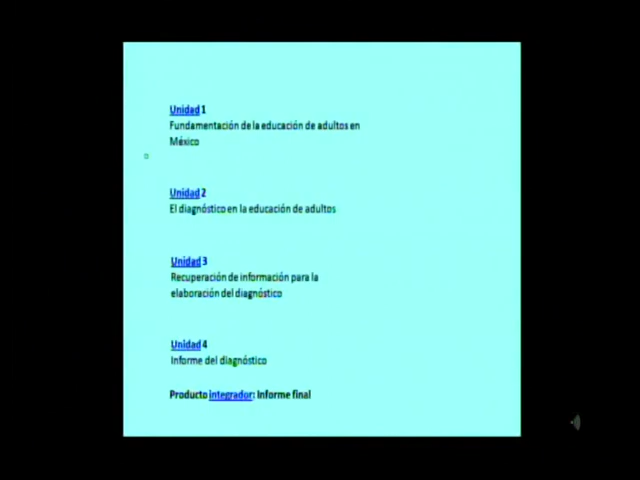 Unidad 1
Fundamentación de la educación de adultos en
México
Unidad 2
El diagnóstico en la educación de adultos
Unidad 3
Recuperación de información para la
elaboración del diagnóstico
Unidad 4
Informe del diagnóstico
Producto integrador: Informe final